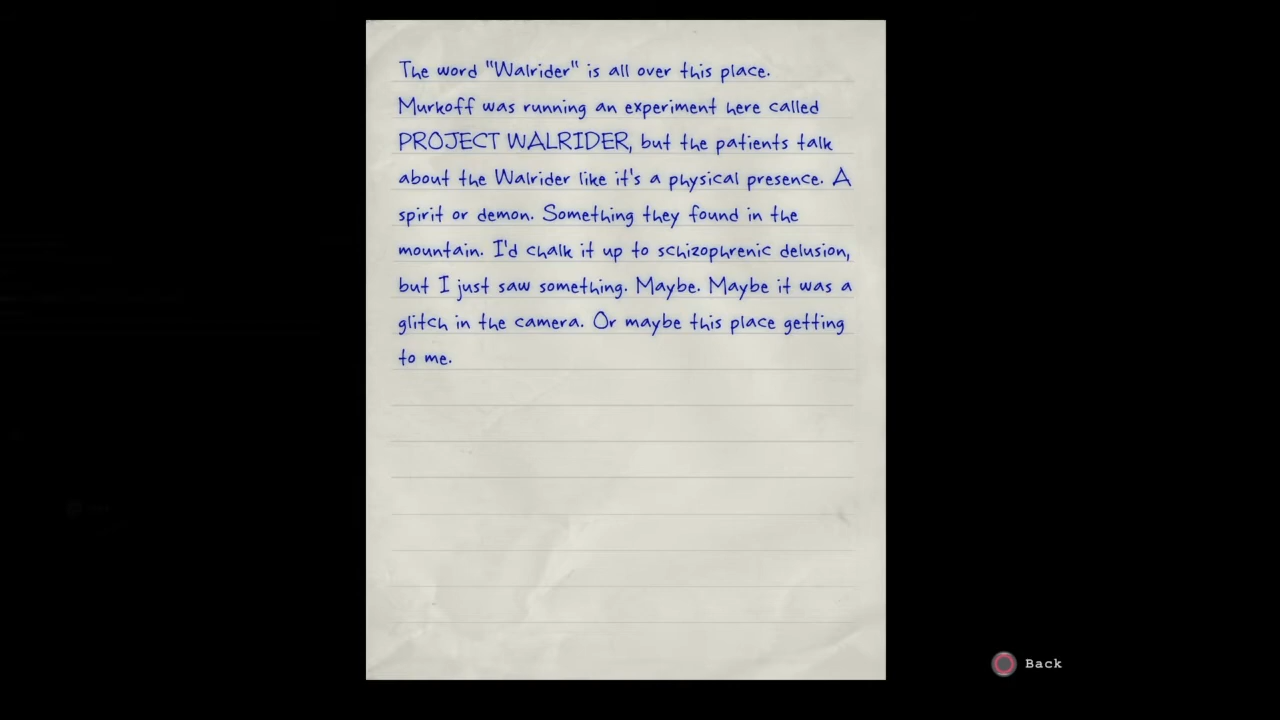 The word "Walrider" is all over this place.
Murkoff was running an experiment here called
PROJECT WALRIDER, but the patients talk
about the Walrider like it's a physical presence. A
spirit or demon. Something they found in the
mountain. I'd chalk it up to schizophrenic delusion,
but I just saw something. Maybe. Maybe it was a
glitch in the camera. Or maybe this place getting
to me.
Back